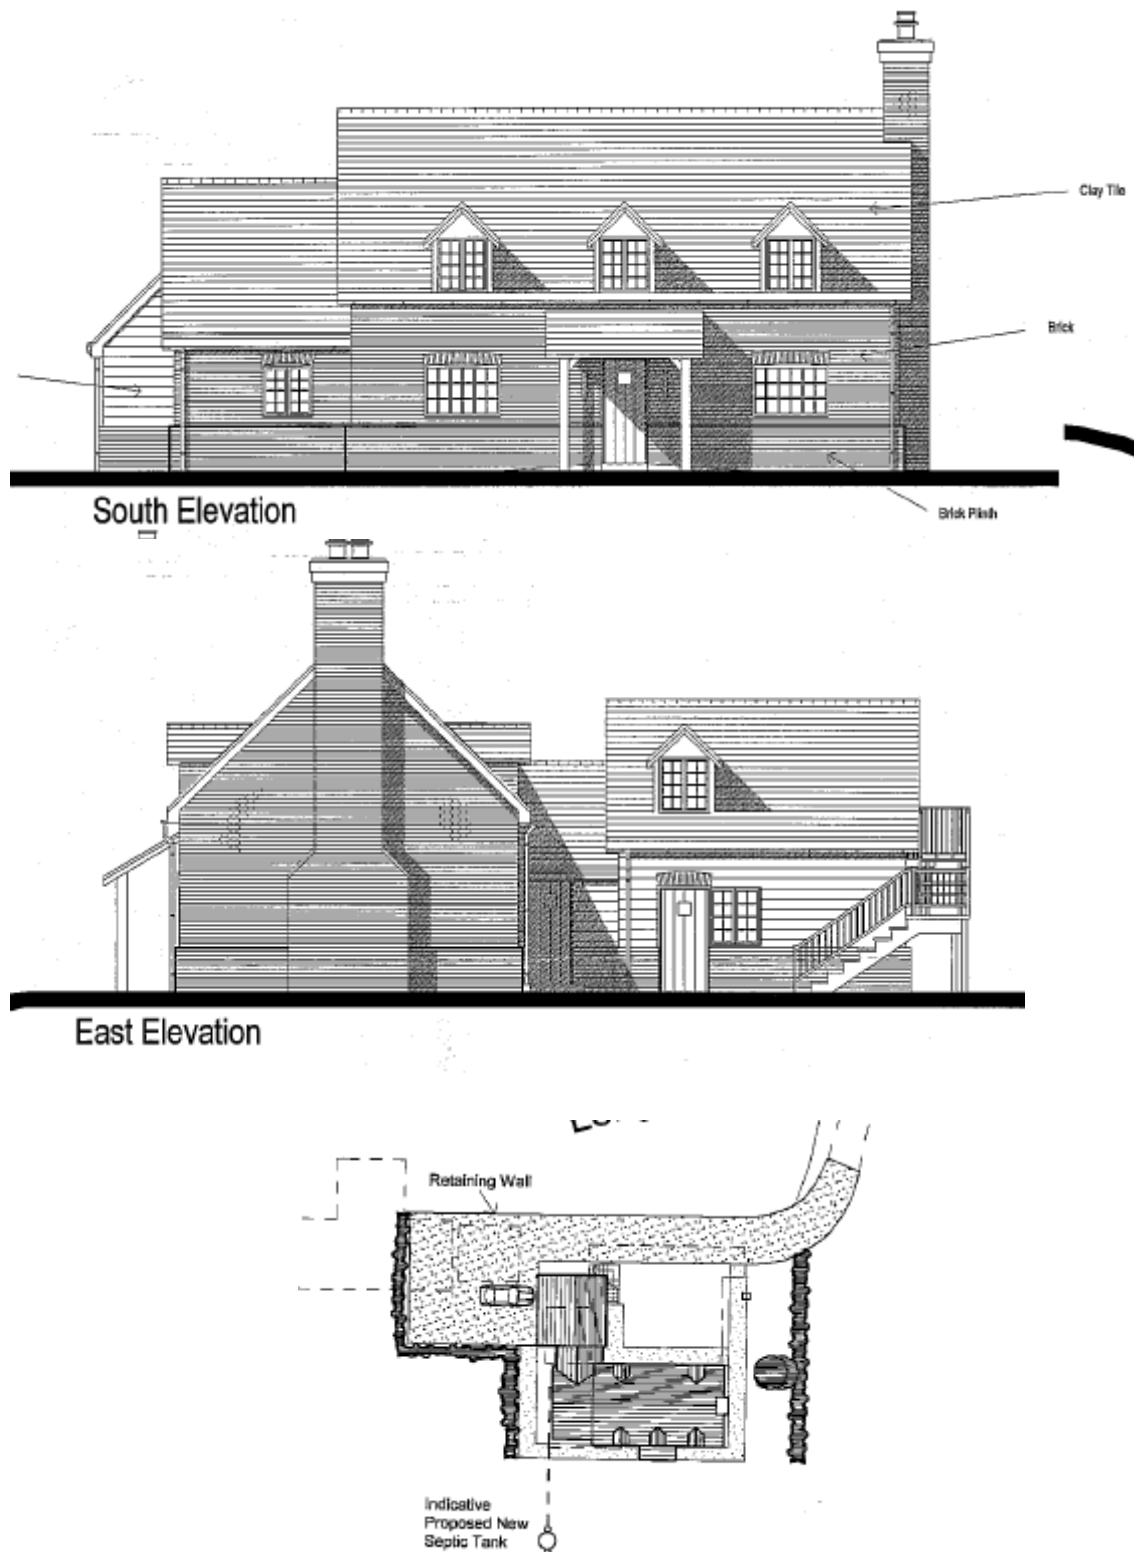 Clay Tile
Brick
Brick Plinth
South Elevation
East Elevation
Retaining Wall
Indicative
Proposed New
Septic Tank